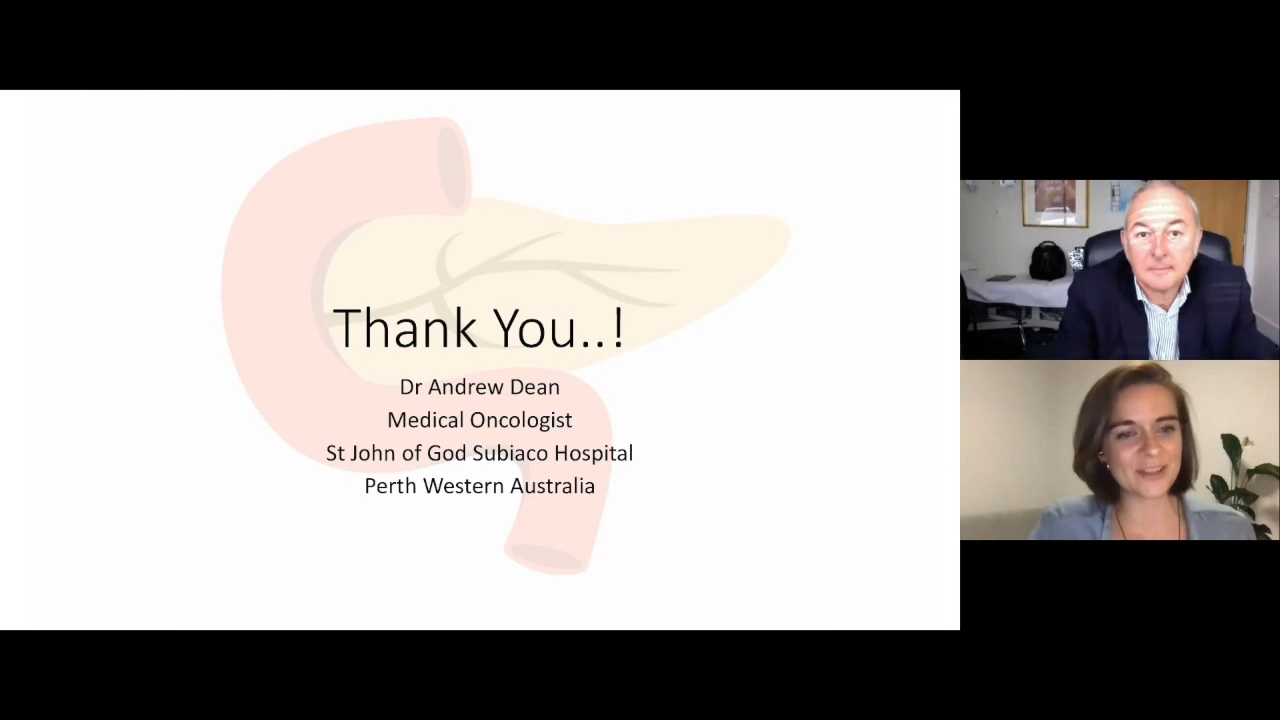 Thank You..!
Dr Andrew Dean
Medical Oncologist
St John of God Subiaco Hospital
Perth Western Australia